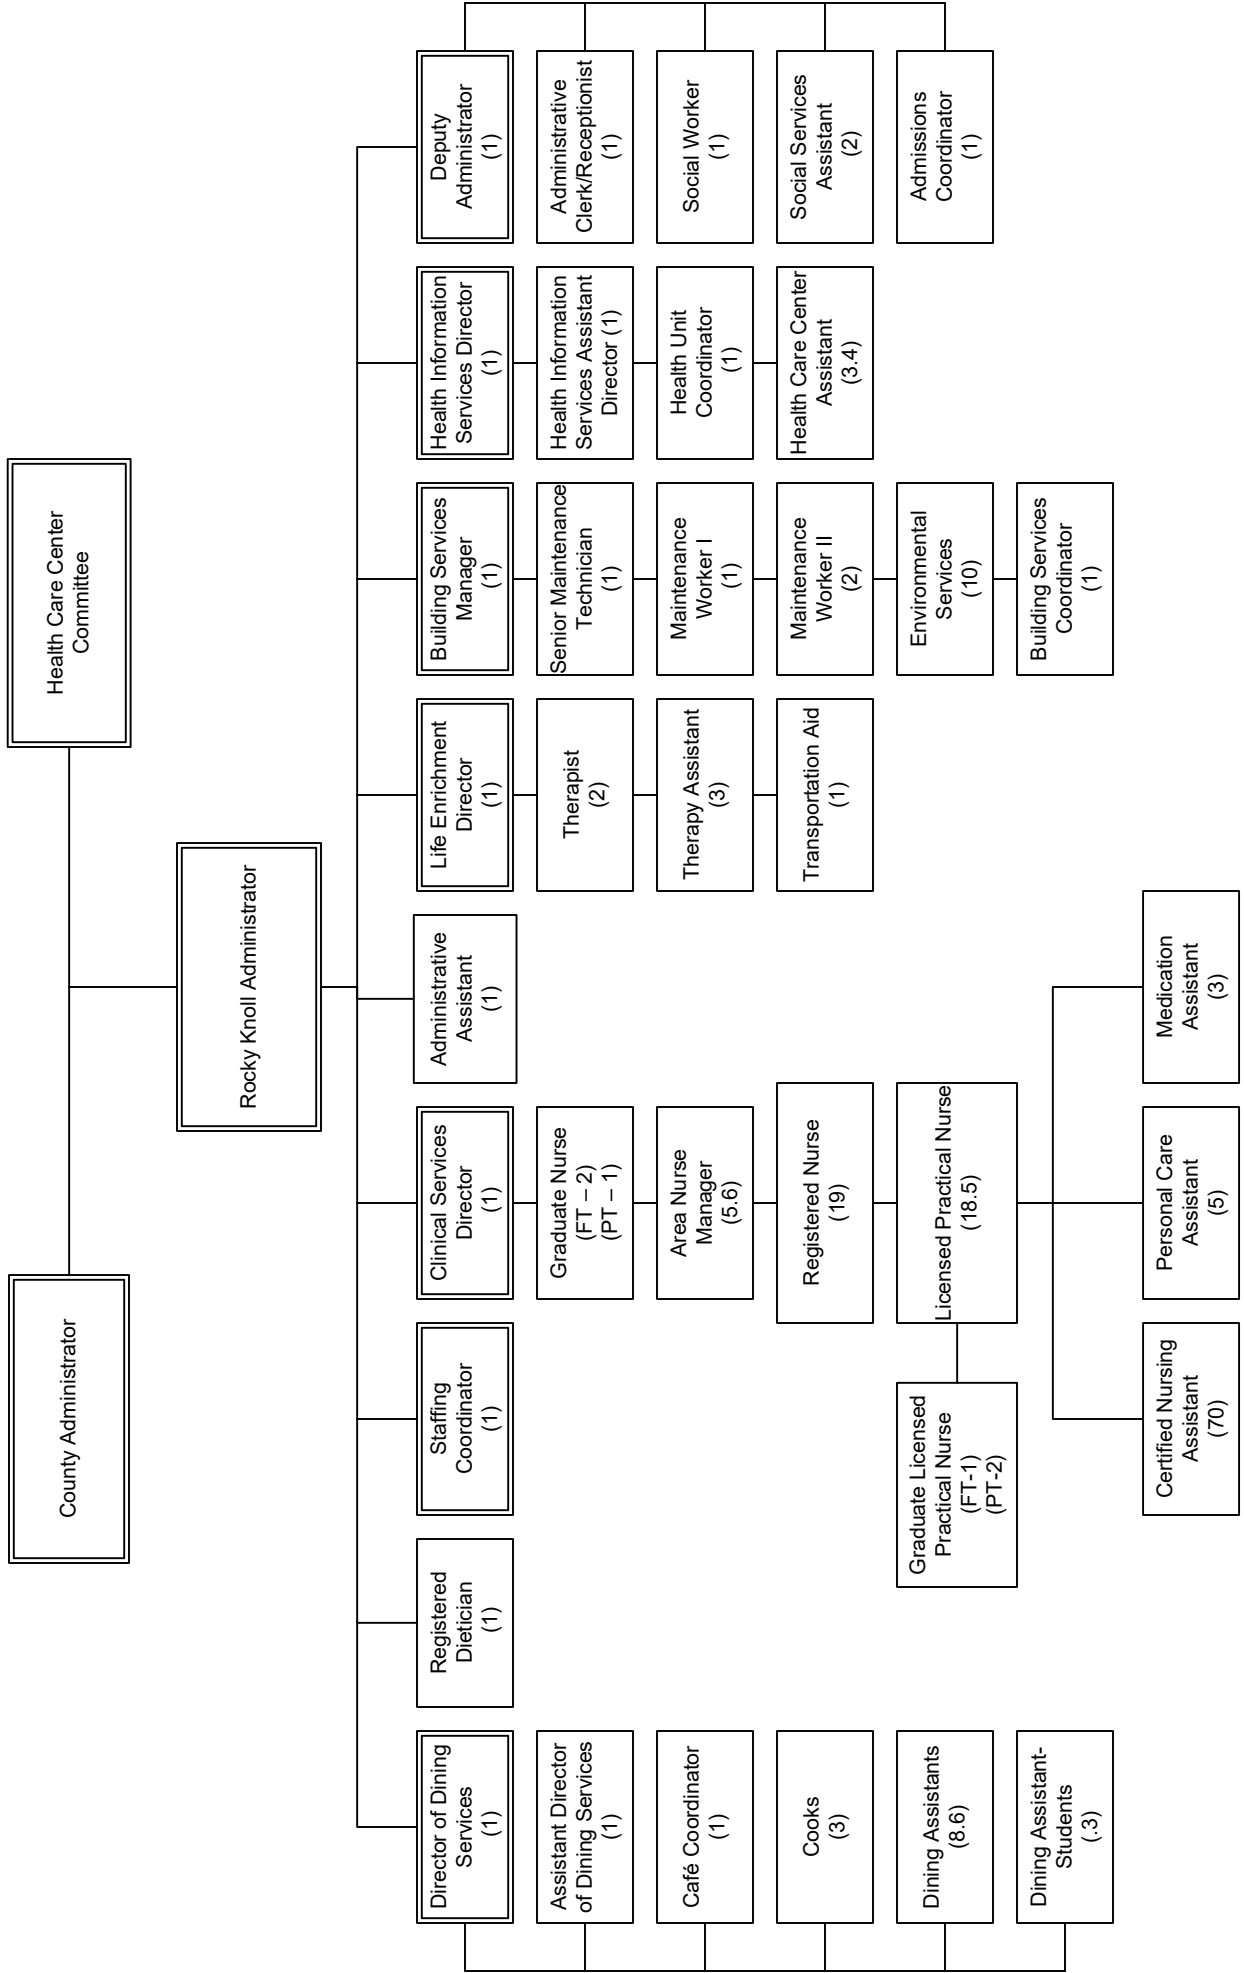 County Administrator
Health Care Center
Committee
Rocky Knoll Administrator
Director of Dining
Services
(1)
Registered
Dietician
(1)
Staffing
Coordinator
(1)
Clinical Services
Director
(1)
Administrative
Assistant
(1)
Life Enrichment
Director
(1)
Building Services
Manager
(1)
Health Information
Services Director
(1)
Deputy
Administrator
(1)
Assistant Director
of Dining Services
(1)
Graduate Nurse
(FT – 2)
(PT – 1)
Therapist
(2)
Senior Maintenance
Technician
(1)
Health Information
Services Assistant
Director (1)
Administrative
Clerk/Receptionist
(1)
Café Coordinator
(1)
Area Nurse
Manager
(5.6)
Therapy Assistant
(3)
Maintenance
Worker I
(1)
Health Unit
Coordinator
(1)
Social Worker
(1)
Cooks
(3)
Registered Nurse
(19)
Transportation Aid
(1)
Maintenance
Worker II
(2)
Health Care Center
Assistant
(3.4)
Social Services
Assistant
(2)
Dining Assistants
(8.6)
Graduate Licensed
Practical Nurse
(FT-1)
(PT-2)
Licensed Practical Nurse
(18.5)
Environmental
Services
(10)
Admissions
Coordinator
(1)
Dining Assistant-
Students
(.3)
Building Services
Coordinator
(1)
Certified Nursing
Assistant
(70)
Personal Care
Assistant
(5)
Medication
Assistant
(3)